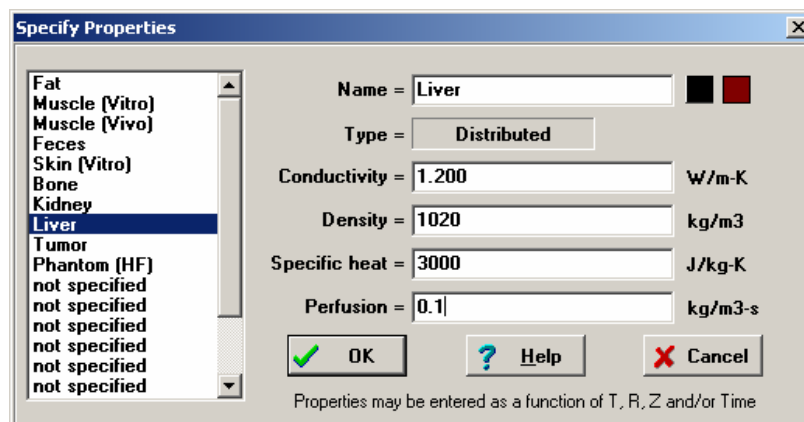 Specify Properties
Fat
Muscle (Vitro)
Muscle (Vivo)
Feces
Skin (Vitro)
Bone
Kidney
Liver
Tumor
Phantom (HF)
not specified
not specified
not specified
not specified
not specified
not specified
Name = Liver
Type = Distributed
Conductivity = 1.200 W/m-K
Density = 1020 kg/m3
Specific heat = 3000 J/kg-K
Perfusion = 0.1 kg/m3-s
OK Help Cancel
Properties may be entered as a function of T, R, Z and/or Time